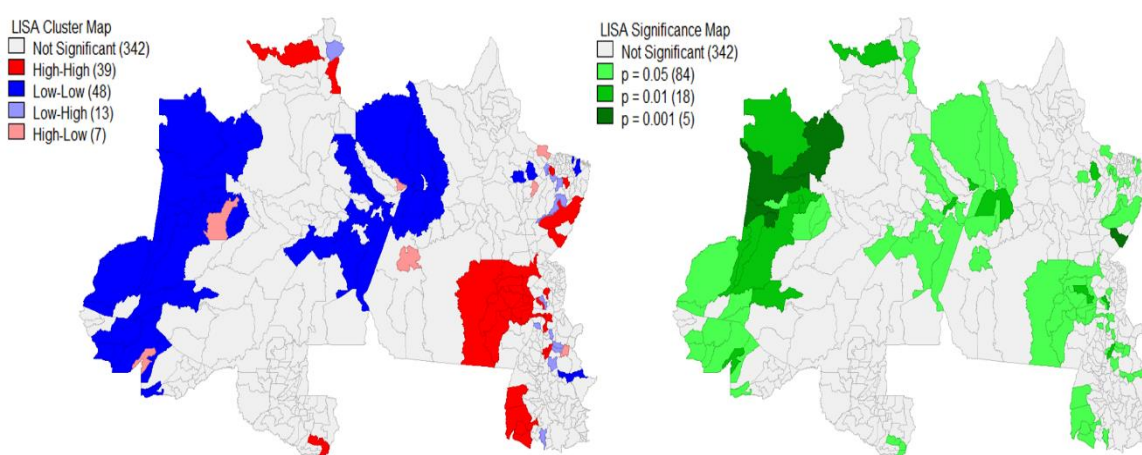 LISA Cluster Map
Not Significant (342)
High-High (39)
Low-Low (48)
Low-High (13)
High-Low (7)
LISA Significance Map
Not Significant (342)
p = 0.05 (84)
p = 0.01 (18)
p = 0.001 (5)